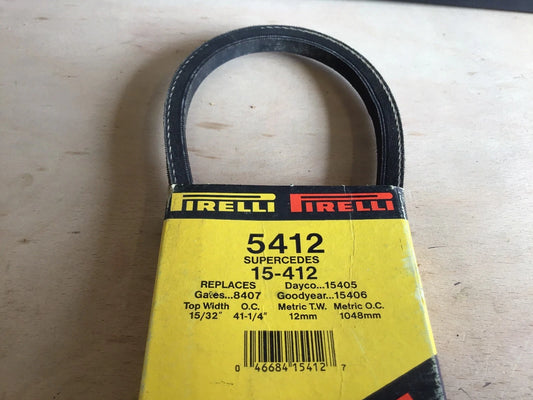 PIRELLI PIRELLI
5412
SUPERCEDES
15-412
REPLACES Dayco...15405
Gates...8407 Goodyear...15406
Top Width O.C. Metric T.W. Metric O.C.
15/32" 41-1/4" 12mm 1048mm
0 46684 15412 7